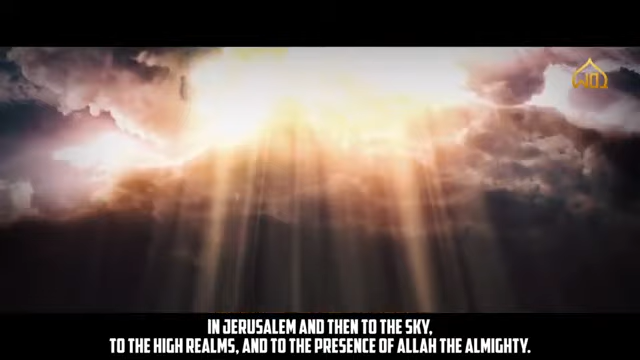 IN JERUSALEM AND THEN TO THE SKY,
TO THE HIGH REALMS, AND TO THE PRESENCE OF ALLAH THE ALMIGHTY.